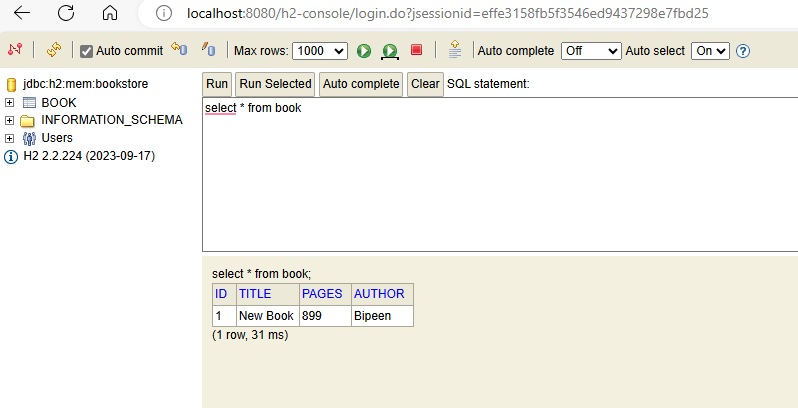 localhost:8080/h2-console/login.do?jsessionid=effe3158fb5f3546ed9437298e7fbd25
Auto commit Max rows: 1000 Auto complete Off Auto select On ?
jdbc:h2:mem:bookstore
BOOK
INFORMATION_SCHEMA
Users
H2 2.2.224 (2023-09-17)
Run Run Selected Auto complete Clear SQL statement:
select * from book
select * from book;
ID TITLE PAGES AUTHOR
1 New Book 899 Bipeen
(1 row, 31 ms)